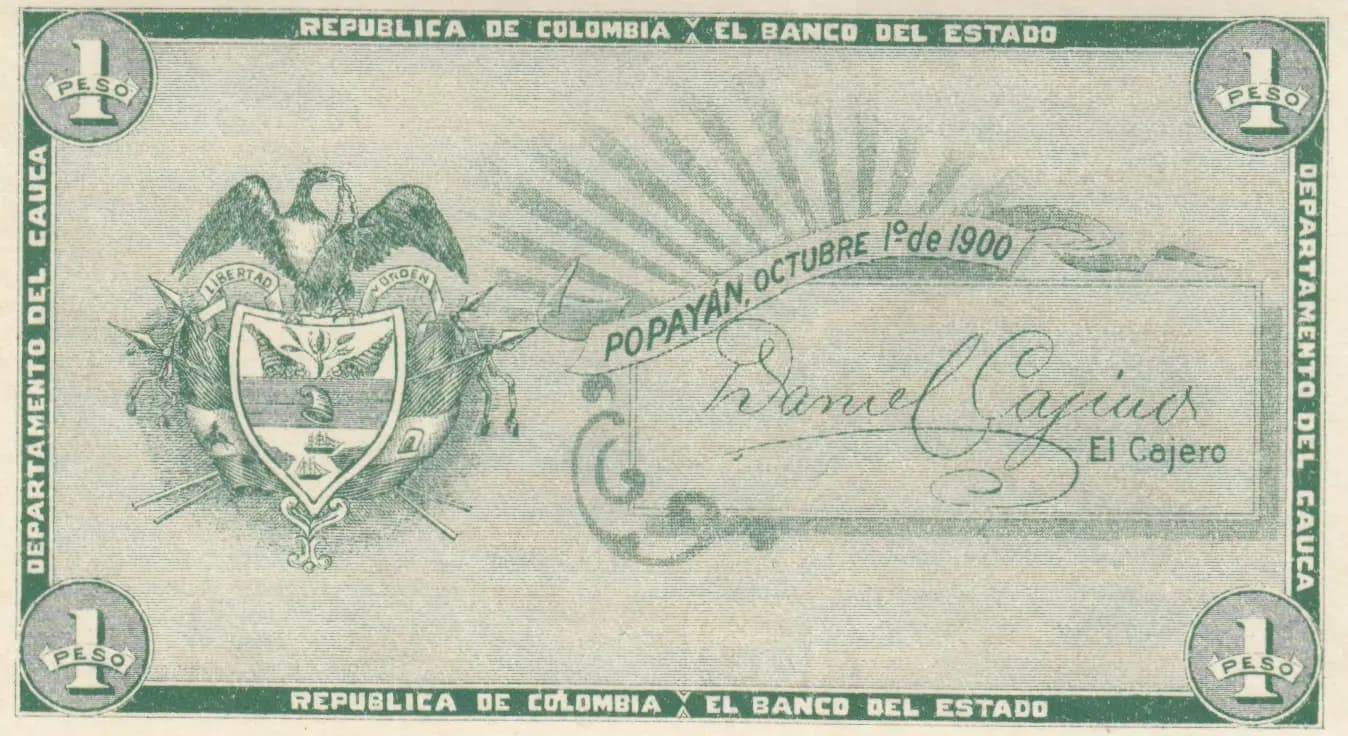 REPUBLICA DE COLOMBIA EL BANCO DEL ESTADO
1 PESO
1 PESO
DEPARTAMENTO DEL CAUCA
DEPARTAMENTO DEL CAUCA
LIBERTAD Y ORDEN
POPAYÁN, OCTUBRE 1º de 1900
Daniel
El Cajero
1 PESO
1 PESO
REPUBLICA DE COLOMBIA EL BANCO DEL ESTADO